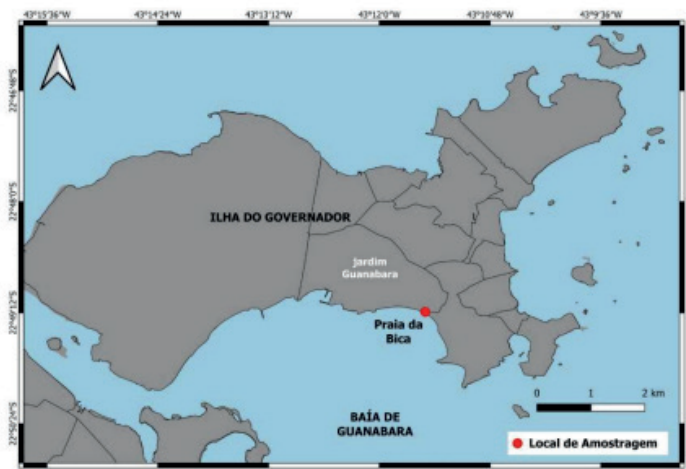 43°15'36"W
43°14'24"W
43°13'12"W
43°12'00"W
43°10'48"W
43°9'36"W
22°46'48"S
22°48'0"S
ILHA DO GOVERNADOR
jardim
Guanabara
22°49'12"S
Praia da
Bica
0 1 2 km
22°50'24"S
BAÍA DE
GUANABARA
Local de Amostragem